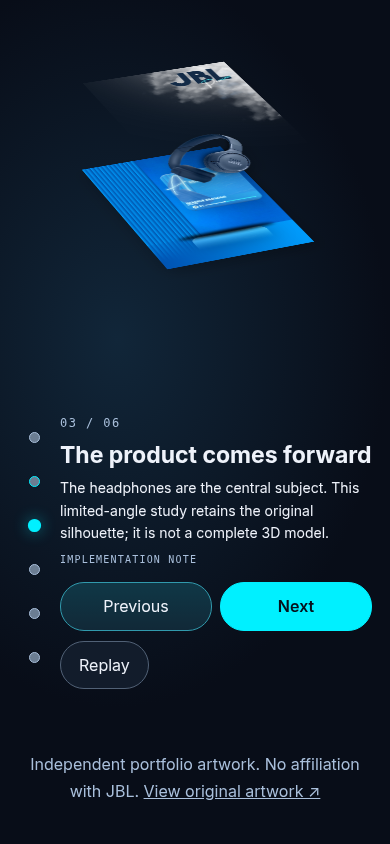 JBL
03 / 06
The product comes forward
The headphones are the central subject. This
limited-angle study retains the original
silhouette; it is not a complete 3D model.
IMPLEMENTATION NOTE
Previous
Next
Replay
Independent portfolio artwork. No affiliation
with JBL. View original artwork ↗